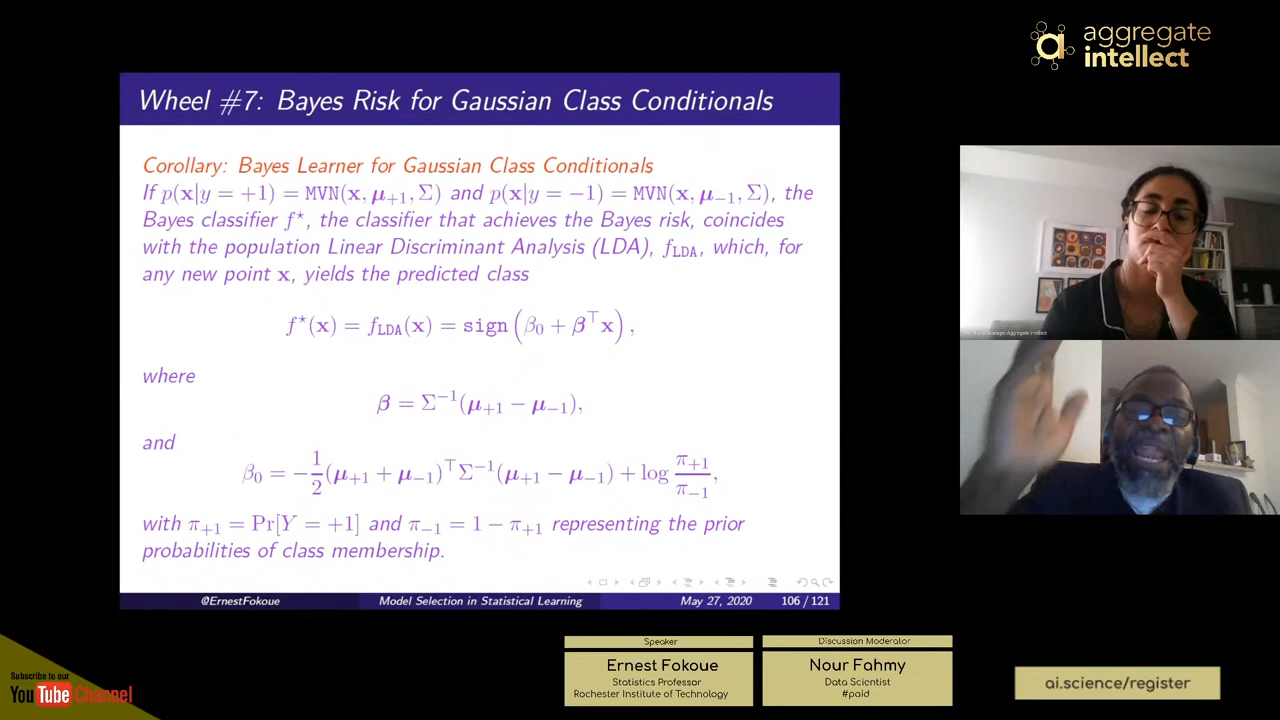 aggregate
intellect
Wheel #7: Bayes Risk for Gaussian Class Conditionals
Corollary: Bayes Learner for Gaussian Class Conditionals
If p(x|y = +1) = MVN(x, μ₊₁, Σ) and p(x|y = −1) = MVN(x, μ₋₁, Σ), the
Bayes classifier f⋆, the classifier that achieves the Bayes risk, coincides
with the population Linear Discriminant Analysis (LDA), f_LDA, which, for
any new point x, yields the predicted class
f⋆(x) = f_LDA(x) = sign(β₀ + β⊤x),
where
β = Σ⁻¹(μ₊₁ − μ₋₁),
and
β₀ = −1/2(μ₊₁ + μ₋₁)⊤Σ⁻¹(μ₊₁ − μ₋₁) + log π₊₁/π₋₁,
with π₊₁ = Pr[Y = +1] and π₋₁ = 1 − π₊₁ representing the prior
probabilities of class membership.
@ErnestFokoue Model Selection in Statistical Learning May 27, 2020 106 / 121
Manager Aggregate Intellect
Speaker
Ernest Fokoue
Statistics Professor
Rochester Institute of Technology
Discussion Moderator
Nour Fahmy
Data Scientist
#paid
ai.science/register
Subscribe to our
YouTube Channel